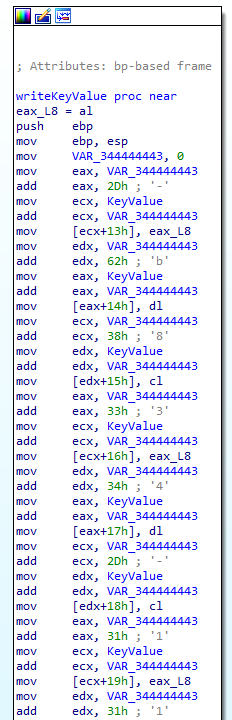 ; Attributes: bp-based frame
writeKeyValue proc near
eax_L8 = al
push    ebp
mov     ebp, esp
mov     VAR_344444443, 0
mov     eax, VAR_344444443
add     eax, 2Dh ; '-'
mov     ecx, KeyValue
add     ecx, VAR_344444443
mov     [ecx+13h], eax_L8
mov     edx, VAR_344444443
add     edx, 62h ; 'b'
mov     eax, KeyValue
add     eax, VAR_344444443
mov     [eax+14h], dl
mov     ecx, VAR_344444443
add     ecx, 38h ; '8'
mov     edx, KeyValue
add     edx, VAR_344444443
mov     [edx+15h], cl
mov     eax, VAR_344444443
add     eax, 33h ; '3'
mov     ecx, KeyValue
add     ecx, VAR_344444443
mov     [ecx+16h], eax_L8
mov     edx, VAR_344444443
add     edx, 34h ; '4'
mov     eax, KeyValue
add     eax, VAR_344444443
mov     [eax+17h], dl
mov     ecx, VAR_344444443
add     ecx, 2Dh ; '-'
mov     edx, KeyValue
add     edx, VAR_344444443
mov     [edx+18h], cl
mov     eax, VAR_344444443
add     eax, 31h ; '1'
mov     ecx, KeyValue
add     ecx, VAR_344444443
mov     [ecx+19h], eax_L8
mov     edx, VAR_344444443
add     edx, 31h ; '1'